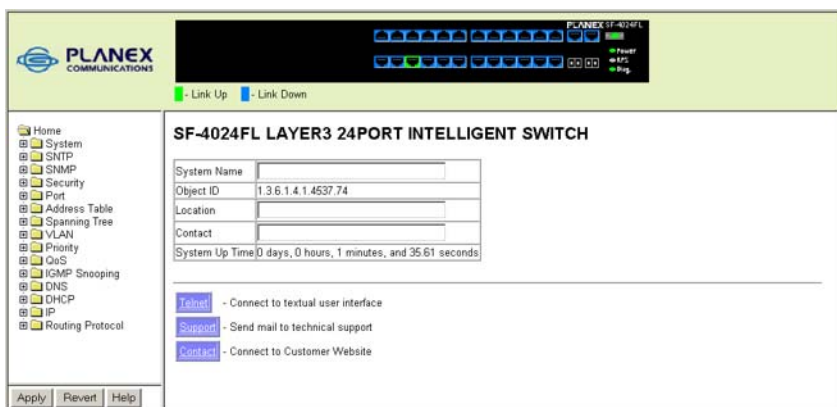 PLANEX SF-4024FL
Power
RPS
Diag.
PLANEX
COMMUNICATIONS
- Link Up - Link Down
Home
System
SNTP
SNMP
Security
Port
Address Table
Spanning Tree
VLAN
Priority
QoS
IGMP Snooping
DNS
DHCP
IP
Routing Protocol
Apply Revert Help
SF-4024FL LAYER3 24PORT INTELLIGENT SWITCH
System Name
Object ID 1.3.6.1.4.1.4537.74
Location
Contact
System Up Time 0 days, 0 hours, 1 minutes, and 35.61 seconds
Telnet - Connect to textual user interface
Support - Send mail to technical support
Contact - Connect to Customer Website